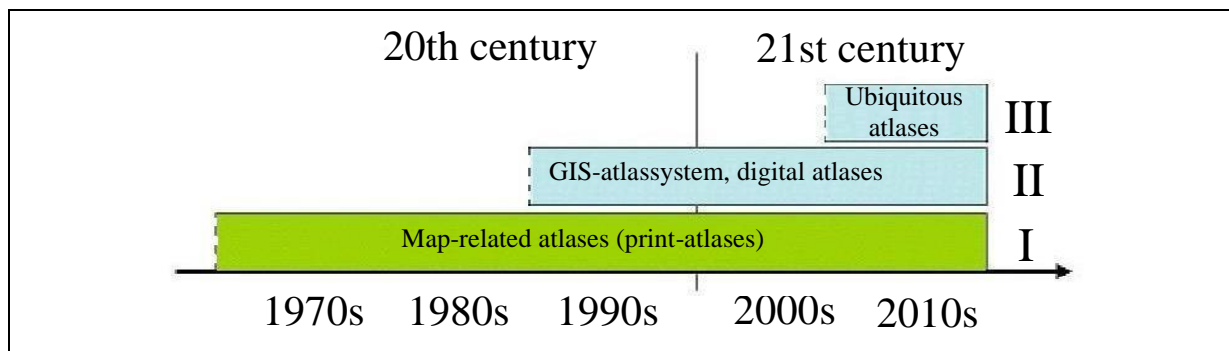 20th century 21st century
Ubiquitous
atlases
III
GIS-atlassystem, digital atlases
II
Map-related atlases (print-atlases)
I
1970s 1980s 1990s 2000s 2010s